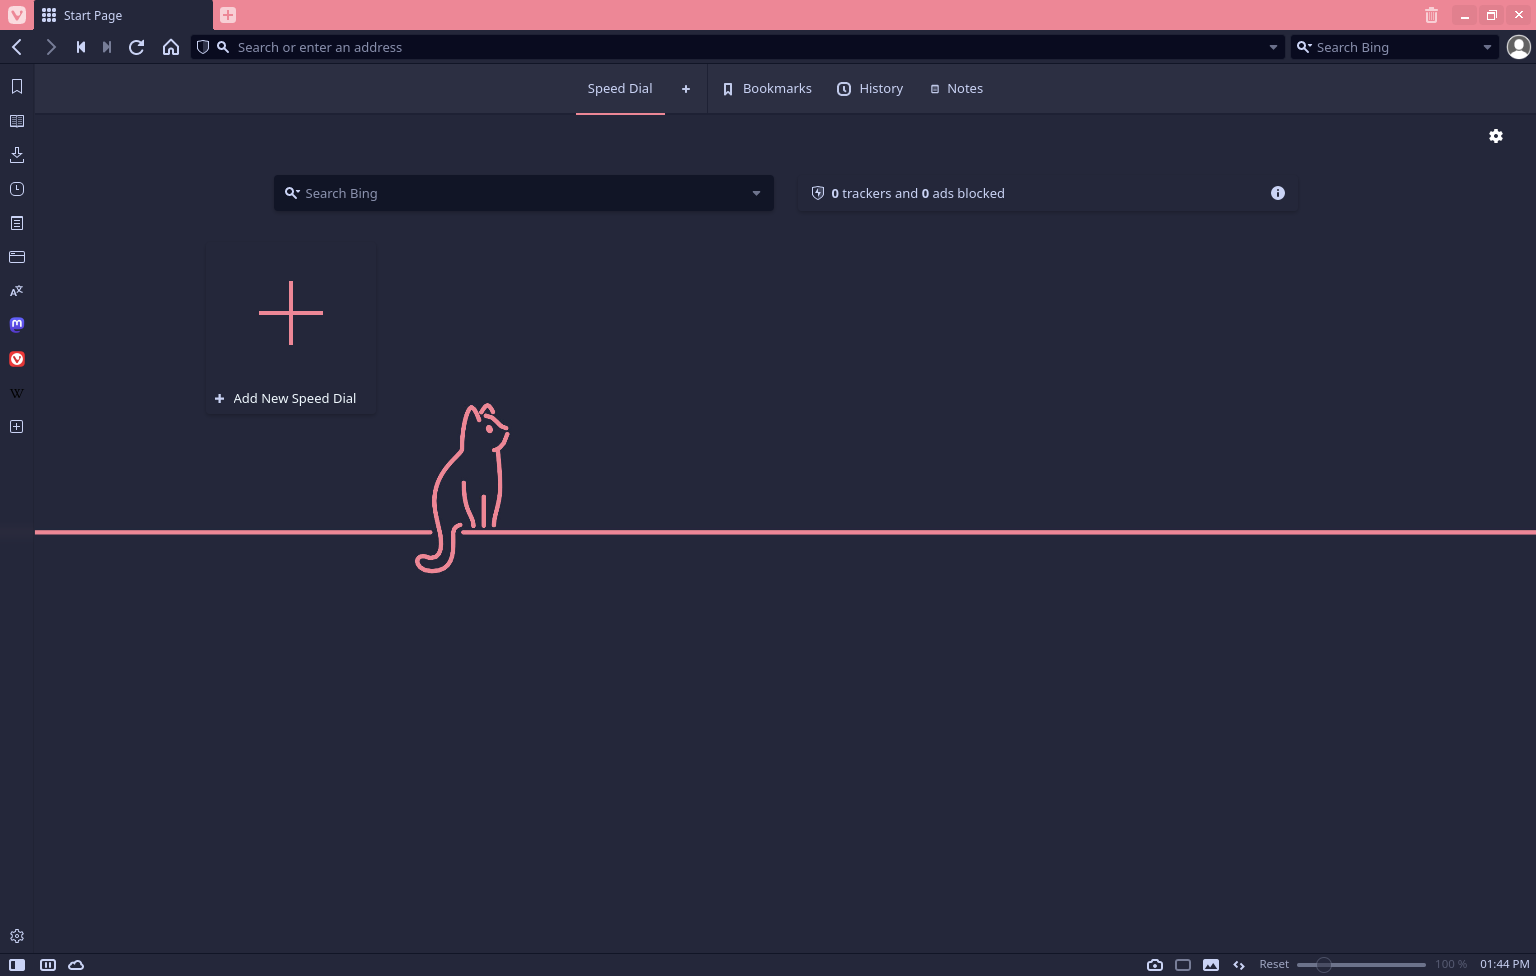 Start Page
Search or enter an address
Search Bing
Speed Dial
Bookmarks
History
Notes
Search Bing
0 trackers and 0 ads blocked
Add New Speed Dial
W
Reset
100 %
01:44 PM